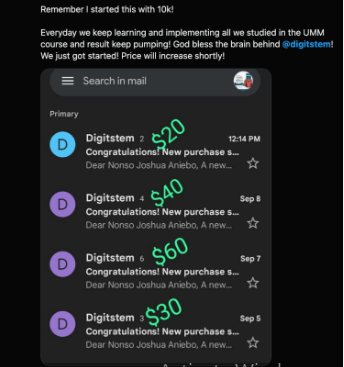 Remember I started this with 10k!
Everyday we keep learning and implementing all we studied in the UMM
course and result keep pumping! God bless the brain behind @digitstem!
We just got started! Price will increase shortly!
Search in mail
Primary
D
Digitstem 2
$20
12:14 PM
Congratulations! New purchase s...
Dear Nonso Joshua Aniebo, A new...
D
Digitstem 4
$40
Sep 8
Congratulations! New purchase s...
Dear Nonso Joshua Aniebo, A new...
D
Digitstem 6
$60
Sep 7
Congratulations! New purchase s...
Dear Nonso Joshua Aniebo, A new...
D
Digitstem 3
$30
Sep 5
Congratulations! New purchase s...
Dear Nonso Joshua Aniebo, A new...